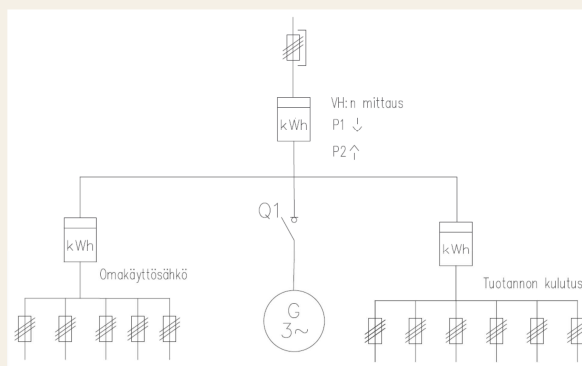 VH:n mittaus
kWh
P1
P2
Q1
kWh
kWh
Omakäyttösähkö
Tuotannon kulutus
G
3~